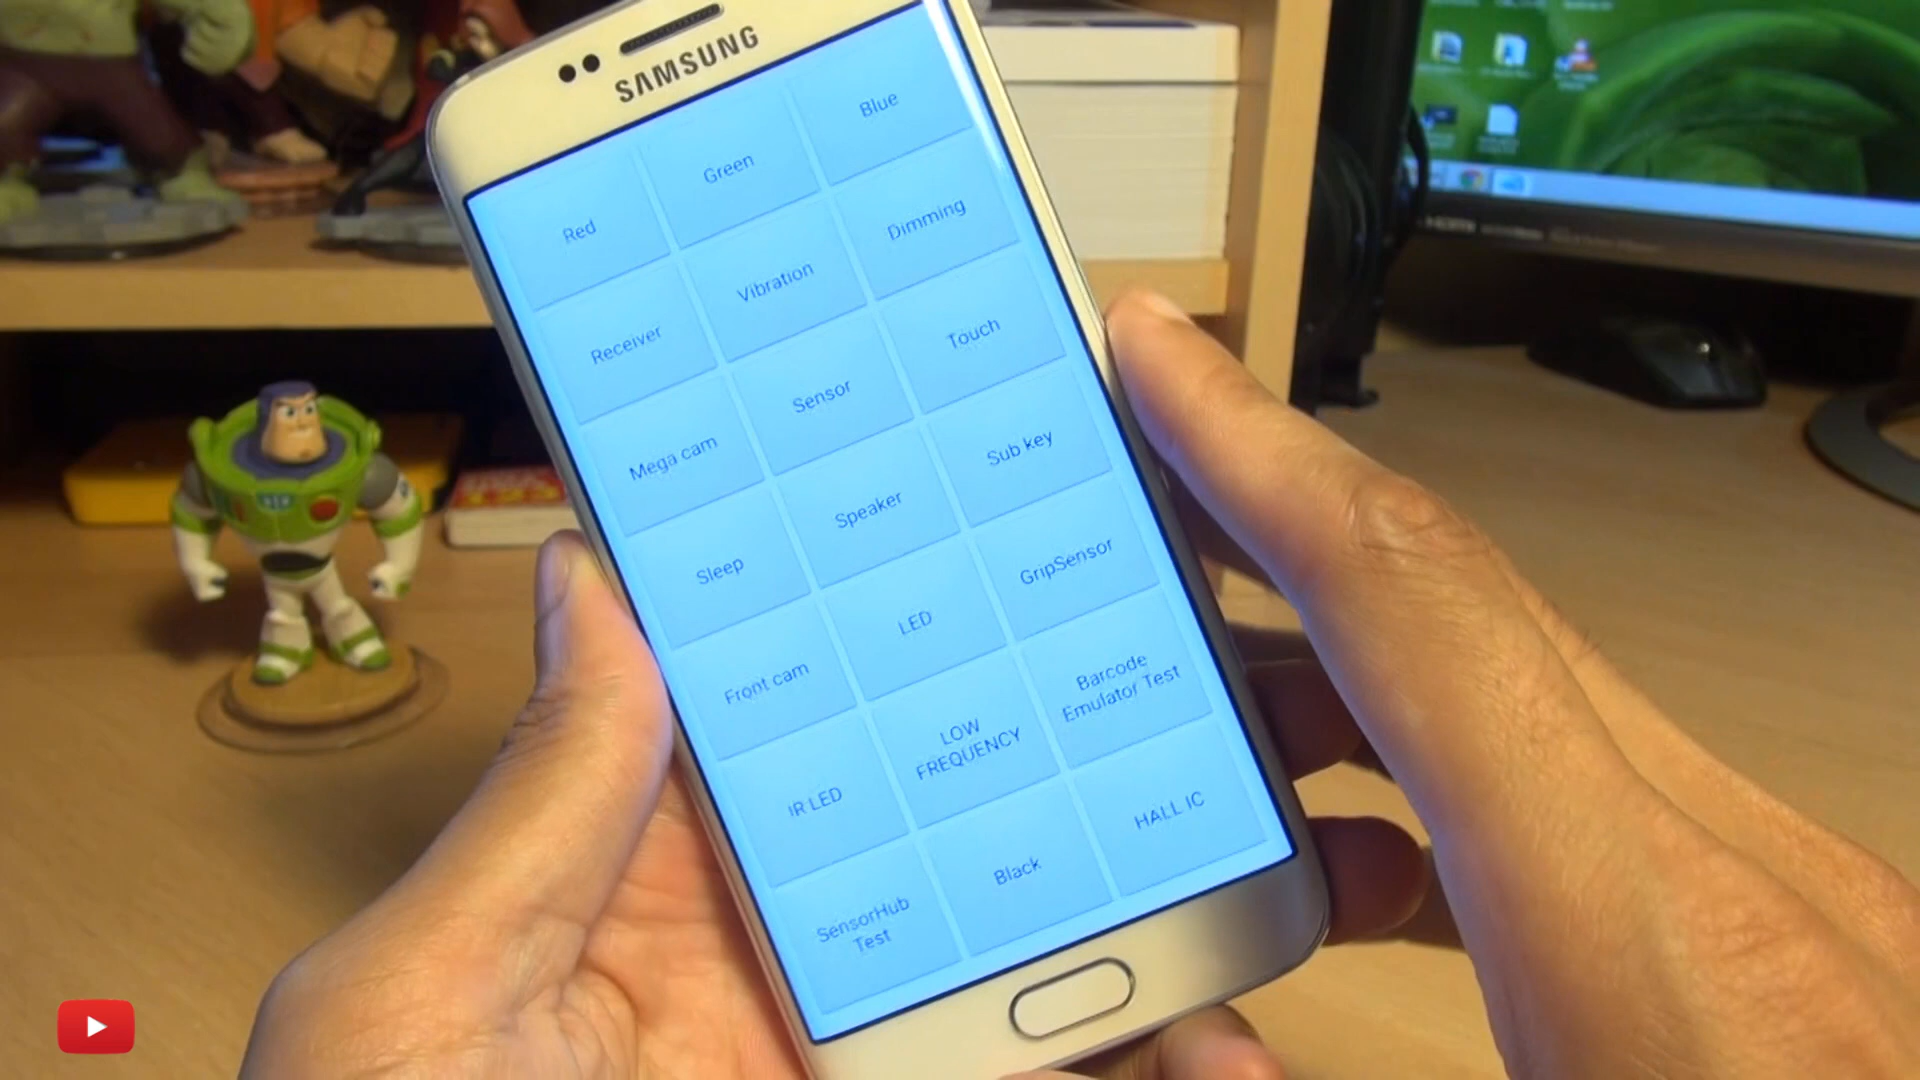 SAMSUNG
Red
Green
Blue
Receiver
Vibration
Dimming
Mega cam
Sensor
Touch
Sleep
Speaker
Sub key
Front cam
LED
GripSensor
IR LED
LOW
FREQUENCY
Barcode
Emulator Test
SensorHub
Test
Black
HALL IC
HDMI